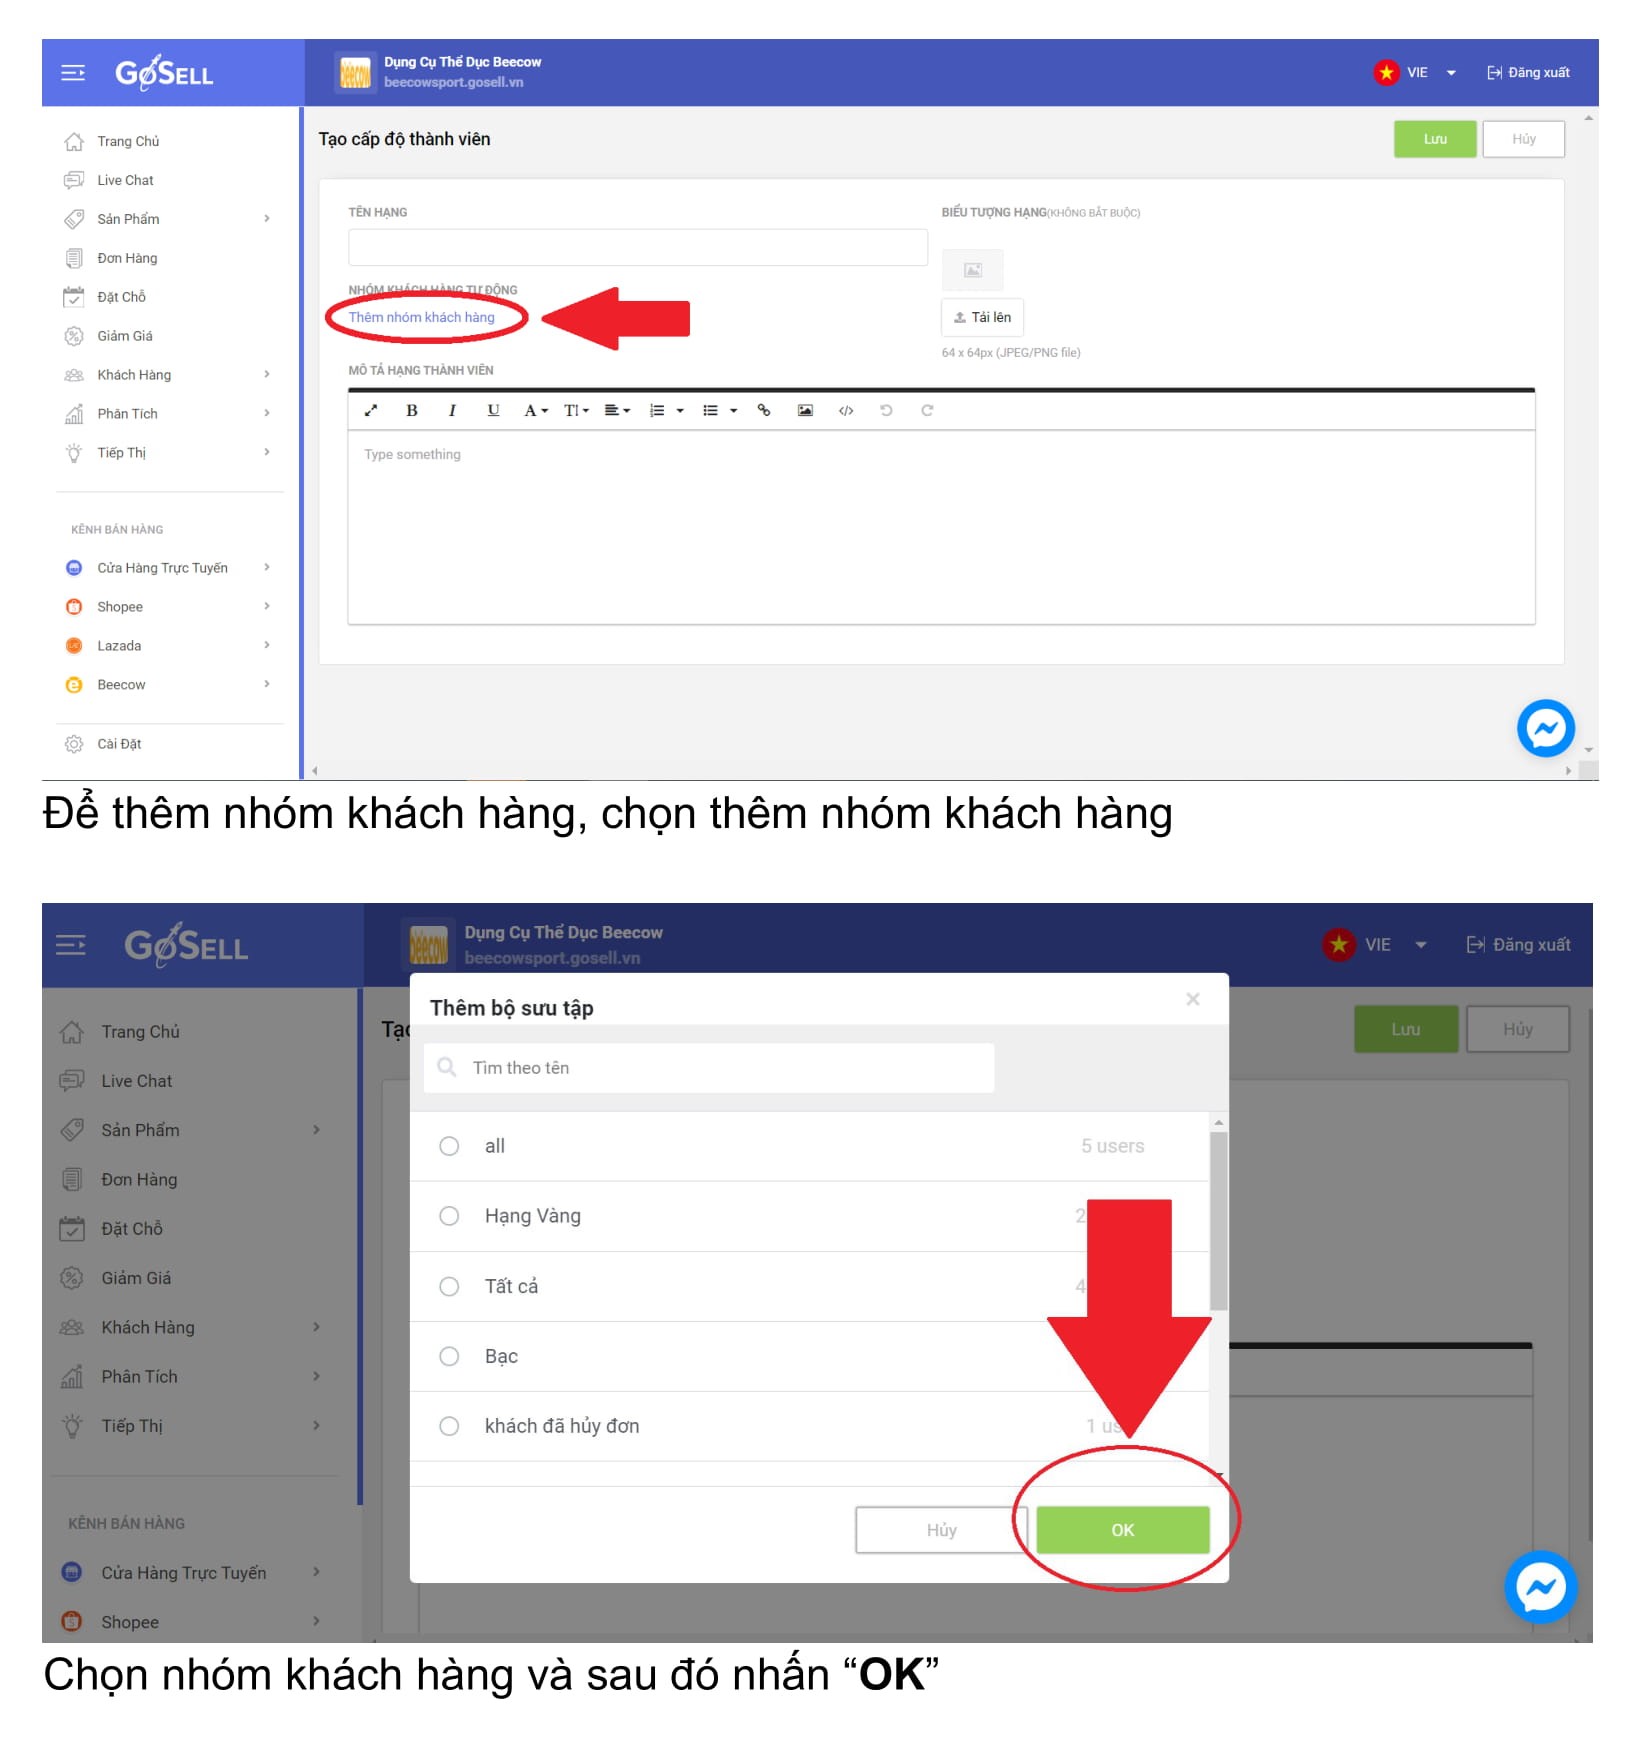 GoSELL
Dụng Cụ Thể Dục Beecow
beecowsport.gosell.vn
VIE
Đăng xuất
Trang Chủ
Live Chat
Sản Phẩm
Đơn Hàng
Đặt Chỗ
Giảm Giá
Khách Hàng
Phân Tích
Tiếp Thị
KÊNH BÁN HÀNG
Cửa Hàng Trực Tuyến
Shopee
Lazada
Beecow
Cài Đặt
Tạo cấp độ thành viên
Lưu
Hủy
TÊN HẠNG
BIỂU TƯỢNG HẠNG(KHÔNG BẮT BUỘC)
NHÓM KHÁCH HÀNG TỰ ĐỘNG
Thêm nhóm khách hàng
Tải lên
64 x 64px (JPEG/PNG file)
MÔ TẢ HẠNG THÀNH VIÊN
B I U A T!
Type something
Để thêm nhóm khách hàng, chọn thêm nhóm khách hàng
GoSELL
Dụng Cụ Thể Dục Beecow
beecowsport.gosell.vn
VIE
Đăng xuất
Trang Chủ
Live Chat
Sản Phẩm
Đơn Hàng
Đặt Chỗ
Giảm Giá
Khách Hàng
Phân Tích
Tiếp Thị
KÊNH BÁN HÀNG
Cửa Hàng Trực Tuyến
Shopee
Lưu
Hủy
Thêm bộ sưu tập
Tìm theo tên
all 5 users
Hạng Vàng 2
Tất cả 4
Bạc
khách đã hủy đơn 1
Hủy
OK
Chọn nhóm khách hàng và sau đó nhấn “OK”